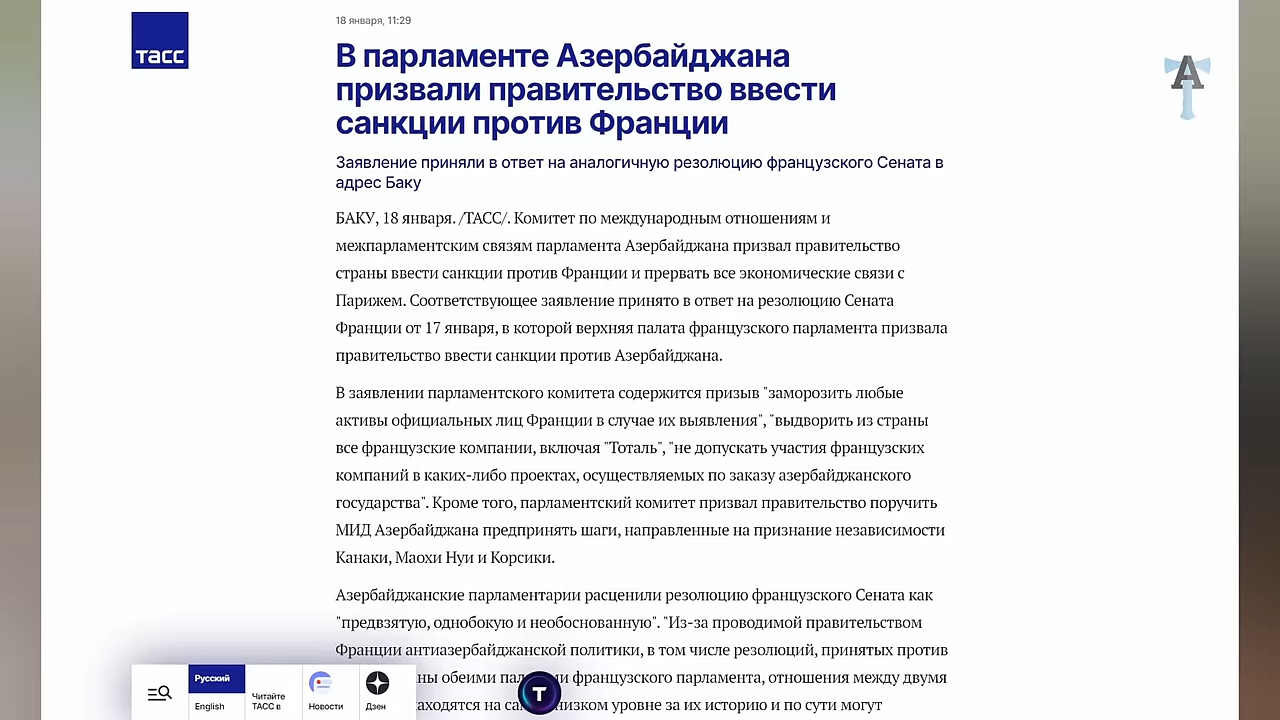 ТАСС
18 января, 11:29
В парламенте Азербайджана
призвали правительство ввести
санкции против Франции
Заявление приняли в ответ на аналогичную резолюцию французского Сената в
адрес Баку
БАКУ, 18 января. /ТАСС/. Комитет по международным отношениям и
межпарламентским связям парламента Азербайджана призвал правительство
страны ввести санкции против Франции и прервать все экономические связи с
Парижем. Соответствующее заявление принято в ответ на резолюцию Сената
Франции от 17 января, в которой верхняя палата французского парламента призвала
правительство ввести санкции против Азербайджана.
В заявлении парламентского комитета содержится призыв "заморозить любые
активы официальных лиц Франции в случае их выявления", "выдворить из страны
все французские компании, включая "Тоталь", "не допускать участия французских
компаний в каких-либо проектах, осуществляемых по заказу азербайджанского
государства". Кроме того, парламентский комитет призвал правительство поручить
МИД Азербайджана предпринять шаги, направленные на признание независимости
Канаки, Маохи Нуи и Корсики.
Азербайджанские парламентарии расценили резолюцию французского Сената как
"предвзятую, однобокую и необоснованную". "Из-за проводимой правительством
Франции антиазербайджанской политики, в том числе резолюций, принятых против
французского парламента, отношения между двумя
низком уровне за их историю и по сути могут
Русский
English
Читайте
ТАСС в
Новости
Дзен
T
A